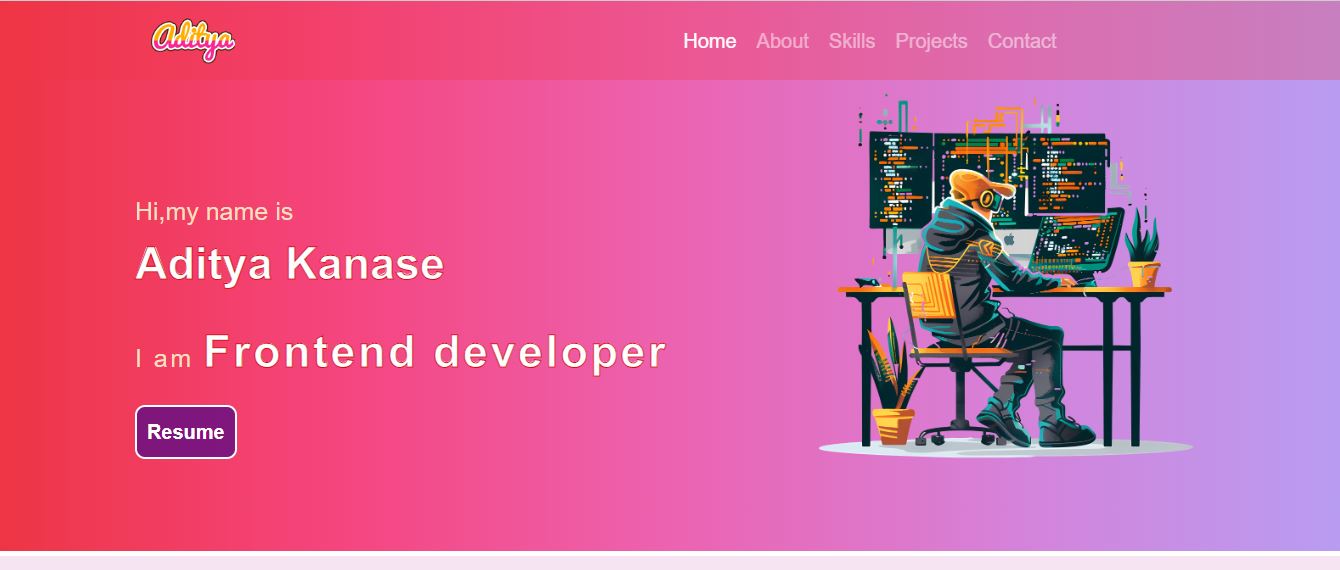 Aditya
Home About Skills Projects Contact
Hi,my name is
Aditya Kanase
I am Frontend developer
Resume